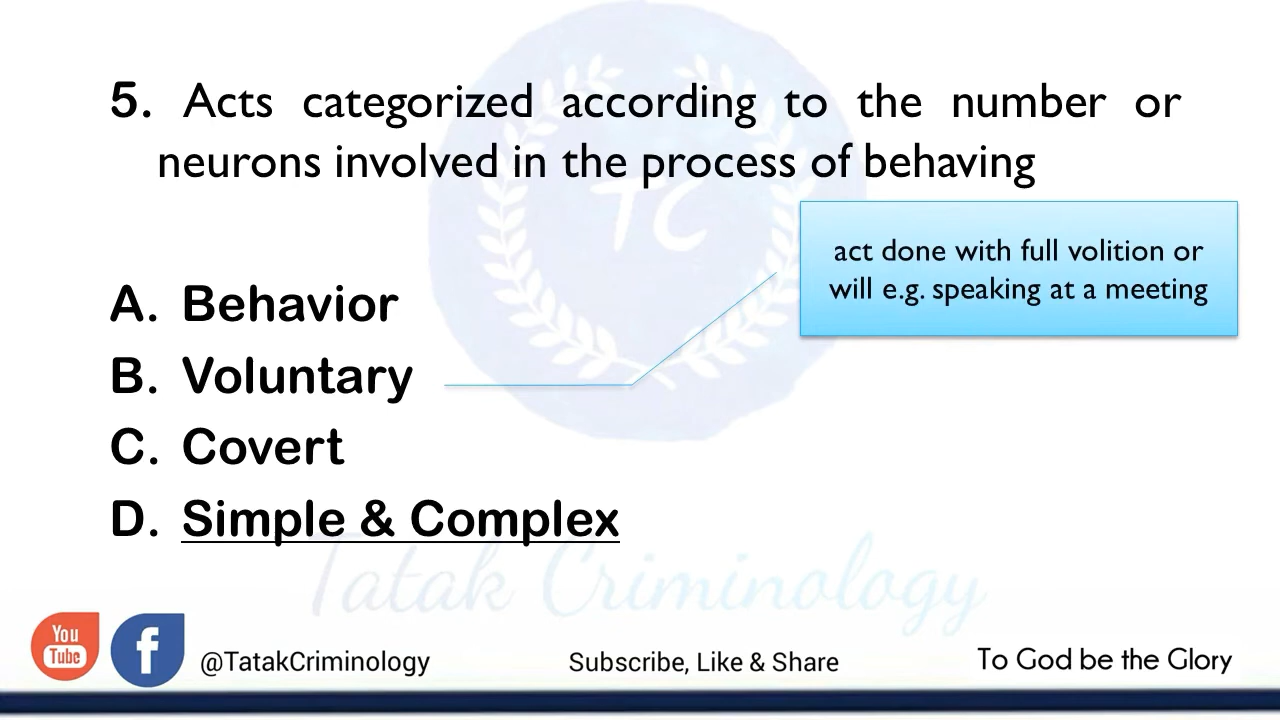 5. Acts categorized according to the number or
neurons involved in the process of behaving
act done with full volition or
will e.g. speaking at a meeting
A. Behavior
B. Voluntary
C. Covert
D. Simple & Complex
TC
Tatak Criminology
You
Tube
f
@TatakCriminology
Subscribe, Like & Share
To God be the Glory